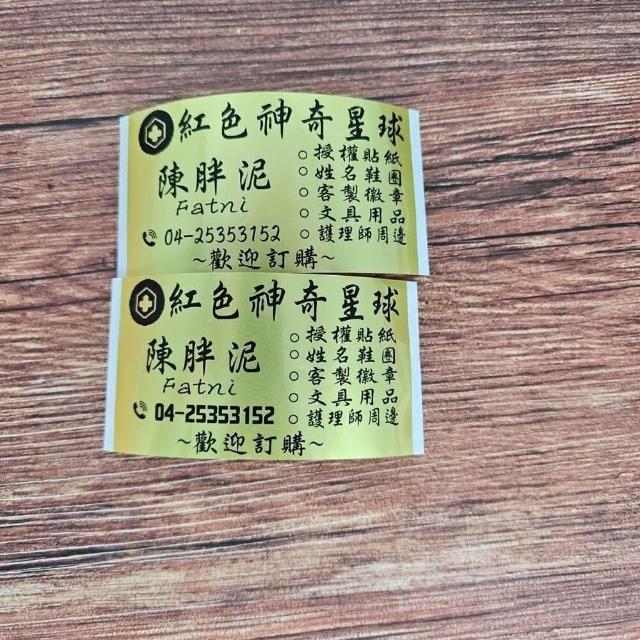 紅色神奇星球
陳胖泥
Fatni
04-25353152
○授權貼紙
○姓名鞋圈
○客製徽章
○文具用品
○護理師周邊
~歡迎訂購~
紅色神奇星球
陳胖泥
Fatni
04-25353152
○授權貼紙
○姓名鞋圈
○客製徽章
○文具用品
○護理師周邊
~歡迎訂購~